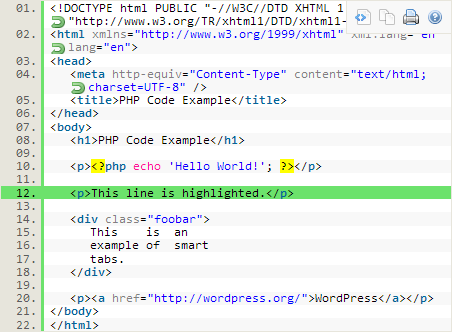 01. <!DOCTYPE html PUBLIC "-//W3C//DTD XHTML 1
"http://www.w3.org/TR/xhtml1/DTD/xhtml1-
02. <html xmlns="http://www.w3.org/1999/xhtml" xml:lang="en"
lang="en">
03. <head>
04. <meta http-equiv="Content-Type" content="text/html;
charset=UTF-8" />
05. <title>PHP Code Example</title>
06. </head>
07. <body>
08. <h1>PHP Code Example</h1>
09.
10. <p><?php echo 'Hello World!'; ?></p>
11.
12. <p>This line is highlighted.</p>
13.
14. <div class="foobar">
15. This is an
16. example of smart
17. tabs.
18. </div>
19.
20. <p><a href="http://wordpress.org/">WordPress</a></p>
21. </body>
22. </html>